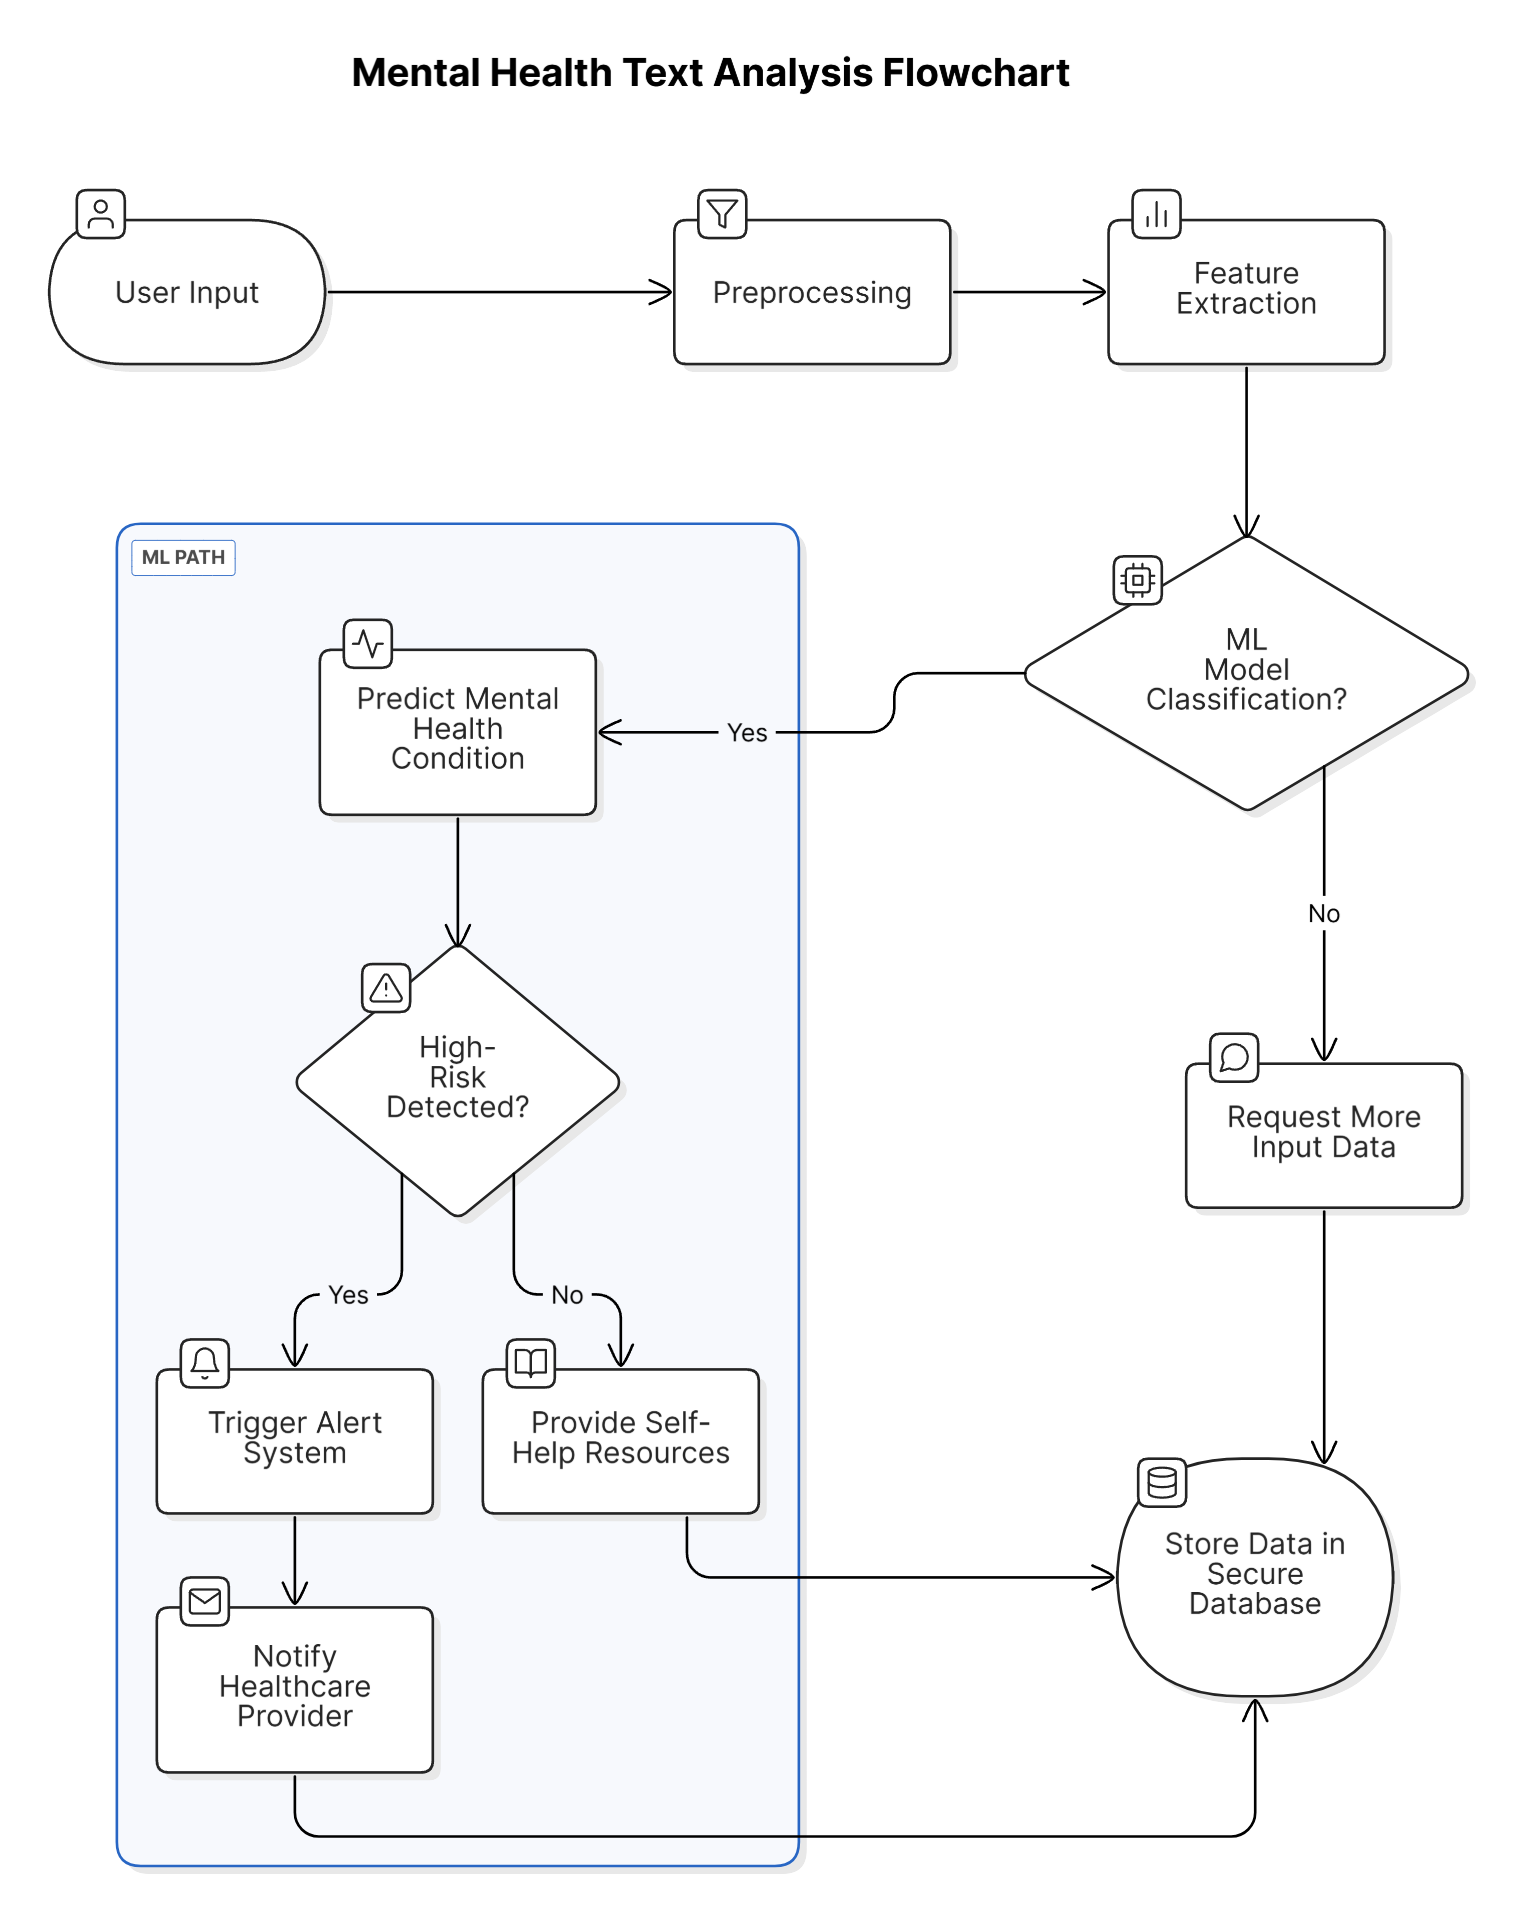 Mental Health Text Analysis Flowchart
User Input
Preprocessing
Feature
Extraction
ML PATH
ML
Model
Classification?
Predict Mental
Health
Condition
Yes
No
High-
Risk
Detected?
Request More
Input Data
Yes
No
Trigger Alert
System
Provide Self-
Help Resources
Store Data in
Secure
Database
Notify
Healthcare
Provider